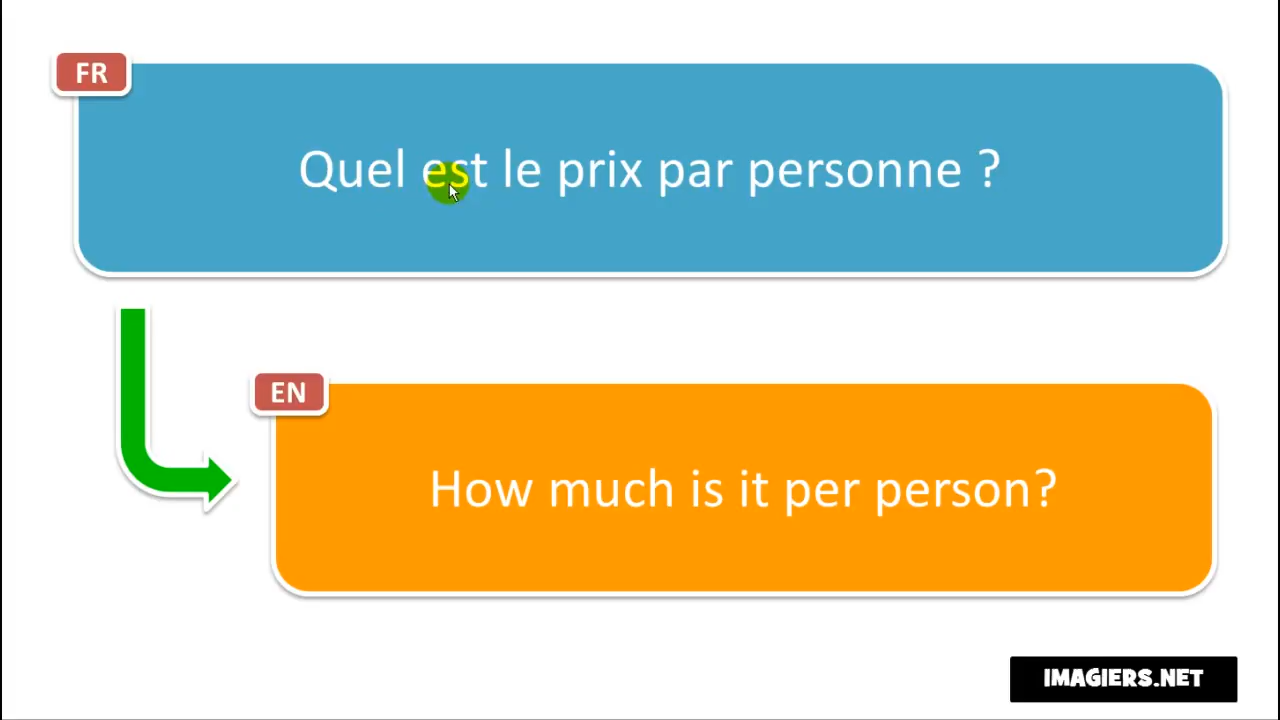 FR
Quel est le prix par personne ?
EN
How much is it per person?
IMAGIERS.NET